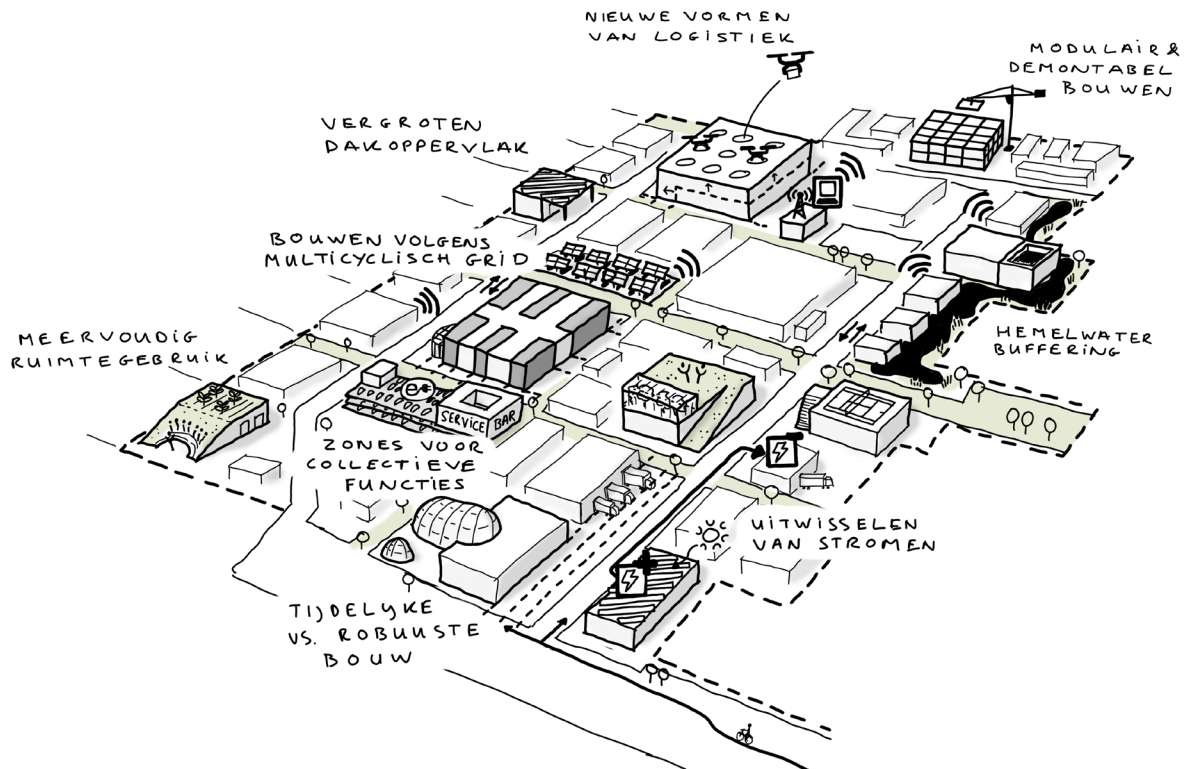 NIEUWE VORMEN
VAN LOGISTIEK
MODULAIR &
DEMONTABEL
BOUWEN
VERGROTEN
DAKOPPERVLAK
BOUWEN VOLGENS
MULTICYCLISCH GRID
MEERVOUDIG
RUIMTEGEBRUIK
HEMELWATER
BUFFERING
e
SERVICE BAR
ZONES VOOR
COLLECTIEVE
FUNCTIES
UITWISSELEN
VAN STROMEN
TIJDELIJKE
VS. ROBUUSTE
BOUW